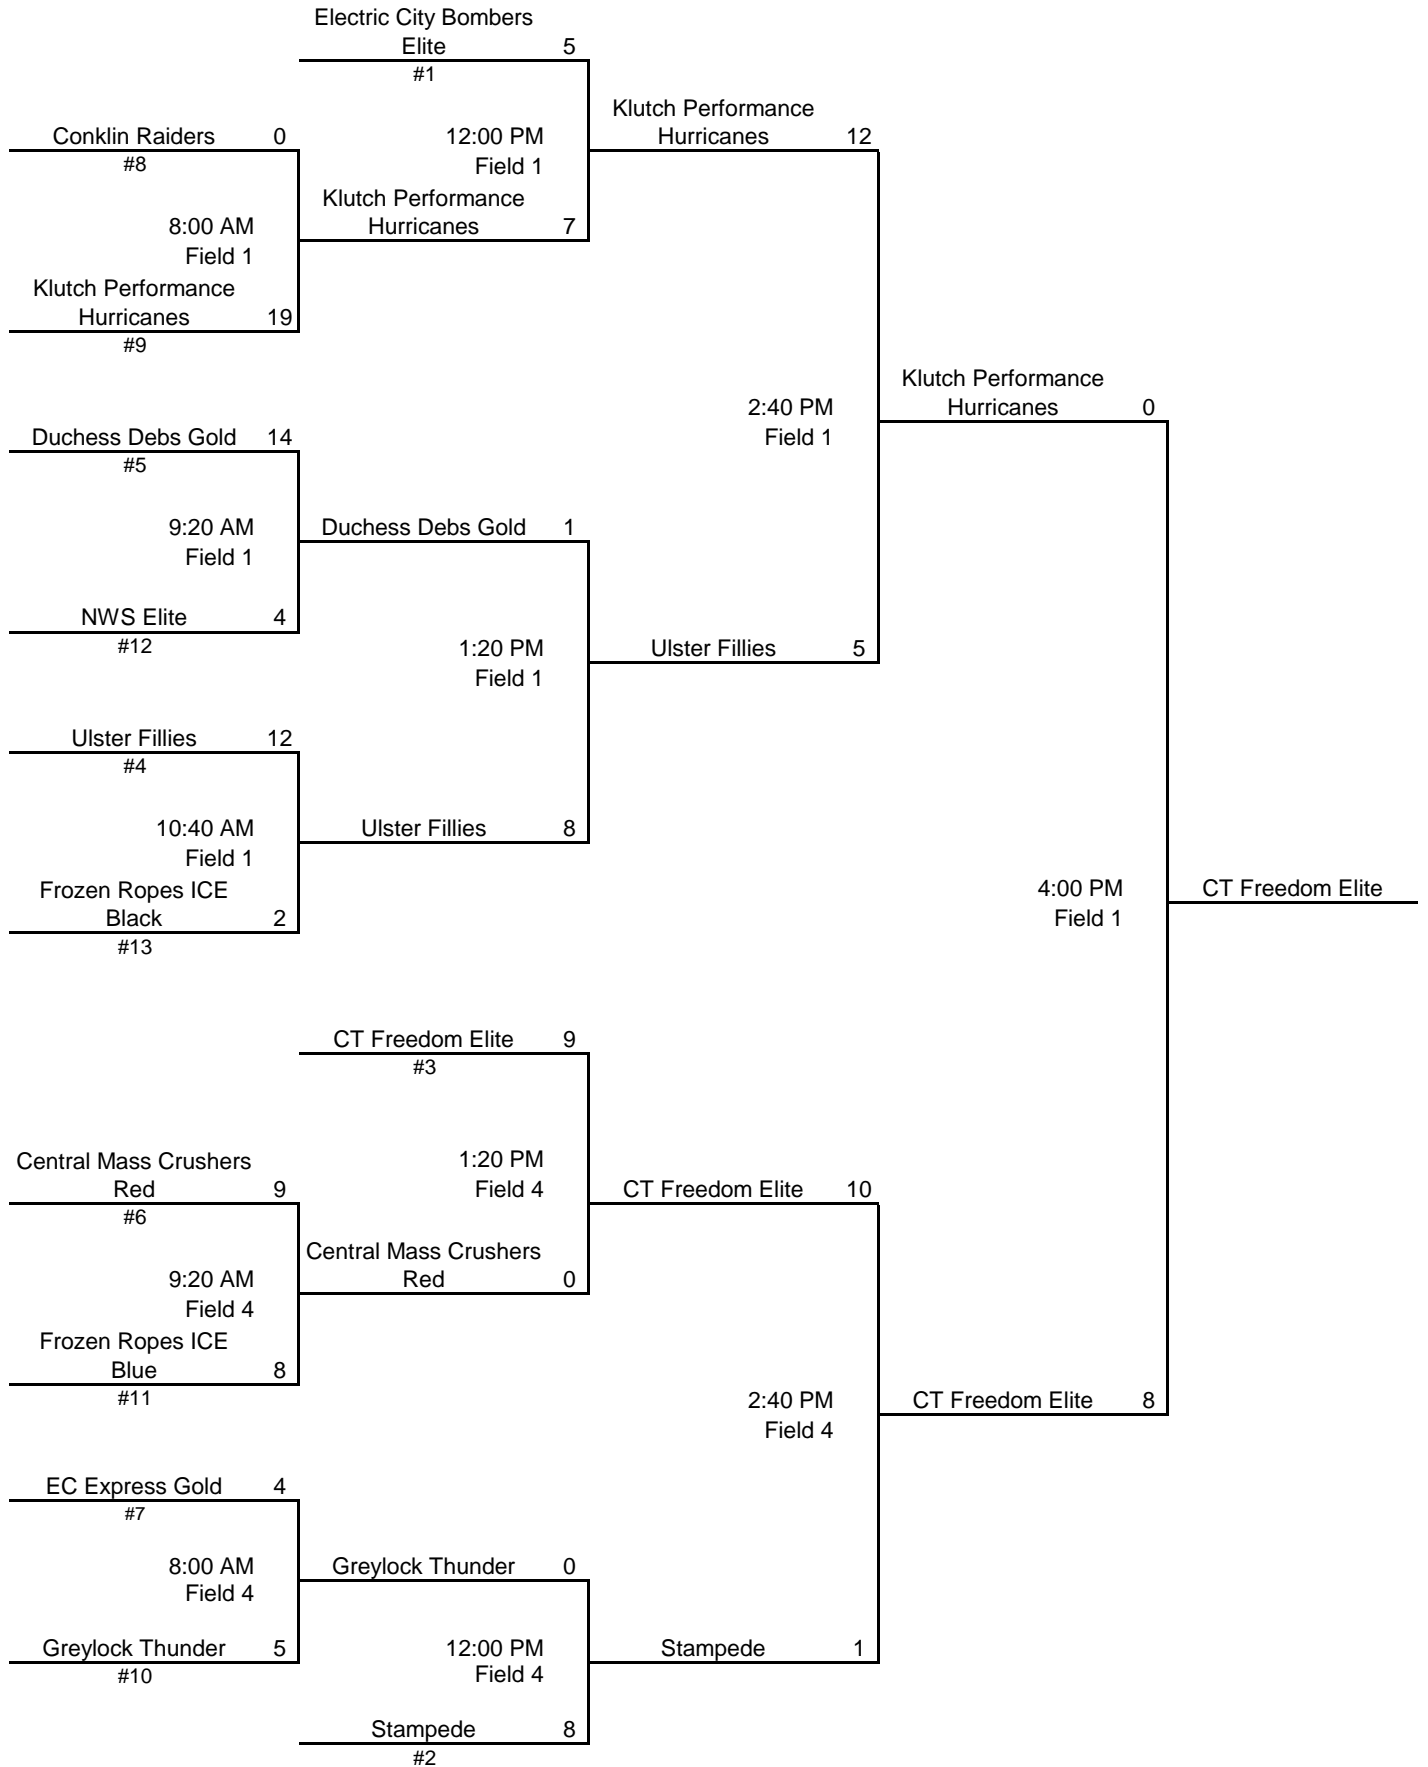 Electric City Bombers
Elite 5
#1
Klutch Performance
Hurricanes 12
Conklin Raiders 0
#8
12:00 PM
Field 1
Klutch Performance
Hurricanes 7
8:00 AM
Field 1
Klutch Performance
Hurricanes 19
#9
Klutch Performance
Hurricanes 0
2:40 PM
Field 1
Duchess Debs Gold 14
#5
9:20 AM
Field 1
Duchess Debs Gold 1
NWS Elite 4
#12
1:20 PM
Field 1
Ulster Fillies 5
Ulster Fillies 12
#4
10:40 AM
Field 1
Ulster Fillies 8
Frozen Ropes ICE
Black 2
#13
4:00 PM
Field 1
CT Freedom Elite
CT Freedom Elite 9
#3
Central Mass Crushers
Red 9
#6
1:20 PM
Field 4
CT Freedom Elite 10
Central Mass Crushers
Red 0
9:20 AM
Field 4
Frozen Ropes ICE
Blue 8
#11
2:40 PM
Field 4
CT Freedom Elite 8
EC Express Gold 4
#7
8:00 AM
Field 4
Greylock Thunder 0
Greylock Thunder 5
#10
12:00 PM
Field 4
Stampede 1
Stampede 8
#2